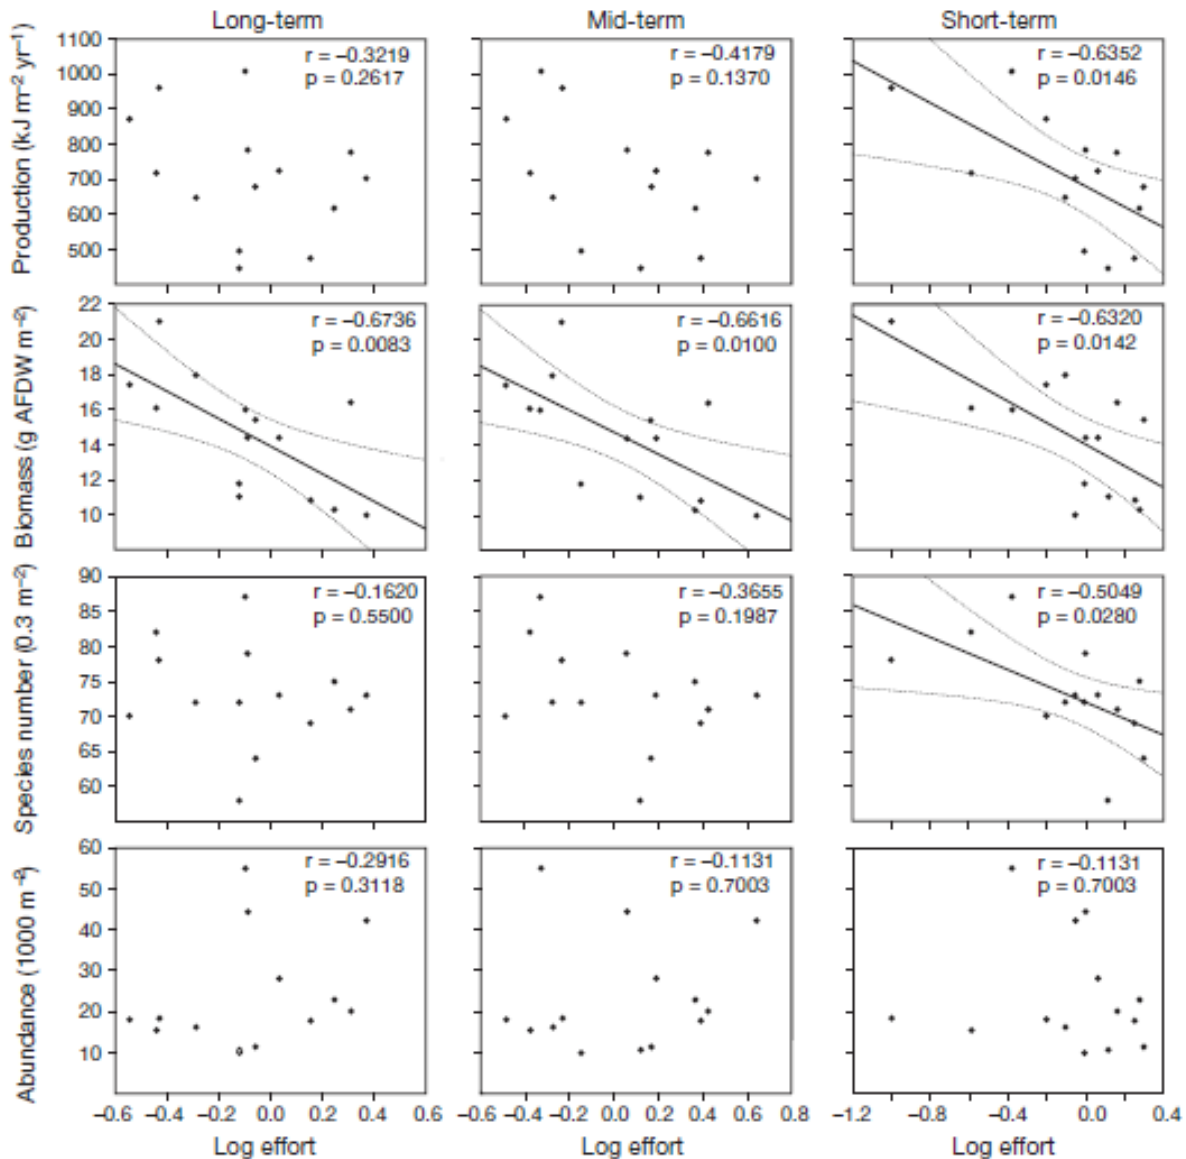 Long-term
Mid-term
Short-term
Production (kJ m⁻² yr⁻¹)
1100
1000
900
800
700
600
500
r = –0.3219
p = 0.2617
r = –0.4179
p = 0.1370
r = –0.6352
p = 0.0146
Biomass (g AFDW m⁻²)
22
20
18
16
14
12
10
r = –0.6736
p = 0.0083
r = –0.6616
p = 0.0100
r = –0.6320
p = 0.0142
Species number (0.3 m⁻²)
90
85
80
75
70
65
60
r = –0.1620
p = 0.5500
r = –0.3655
p = 0.1987
r = –0.5049
p = 0.0280
Abundance (1000 m⁻²)
60
50
40
30
20
10
r = –0.2916
p = 0.3118
r = –0.1131
p = 0.7003
r = –0.1131
p = 0.7003
–0.6 –0.4 –0.2 0.0 0.2 0.4 0.6
–0.6 –0.4 –0.2 0.0 0.2 0.4 0.6 0.8
–1.2 –0.8 –0.4 0.0 0.4
Log effort
Log effort
Log effort